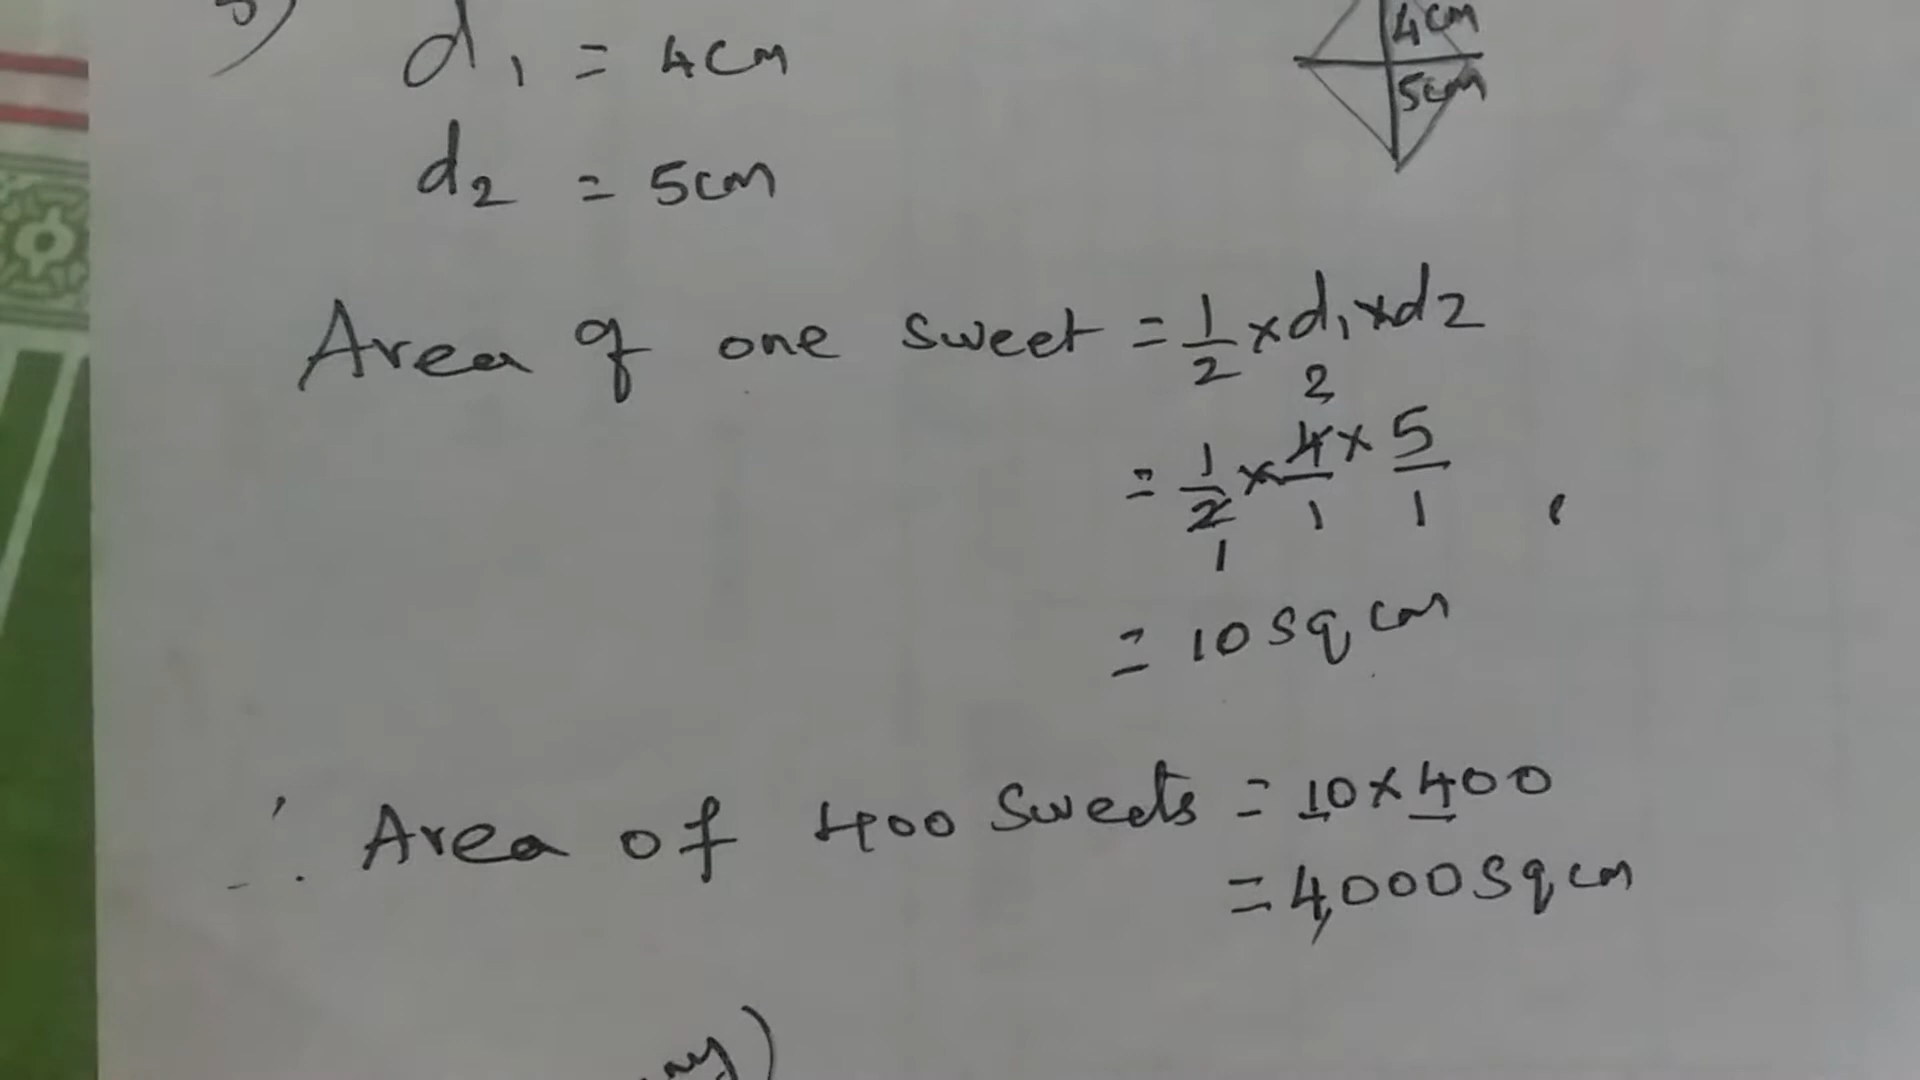 d₁ = 4cm
4cm
5cm
d₂ = 5cm
Area of one sweet = 1/2 x d₁ x d2
2
= 1/2 x 4/1 x 5/1
1
= 10 sq cm
∴ Area of 400 Sweets = 10 x 400
= 4,000 Sq cm